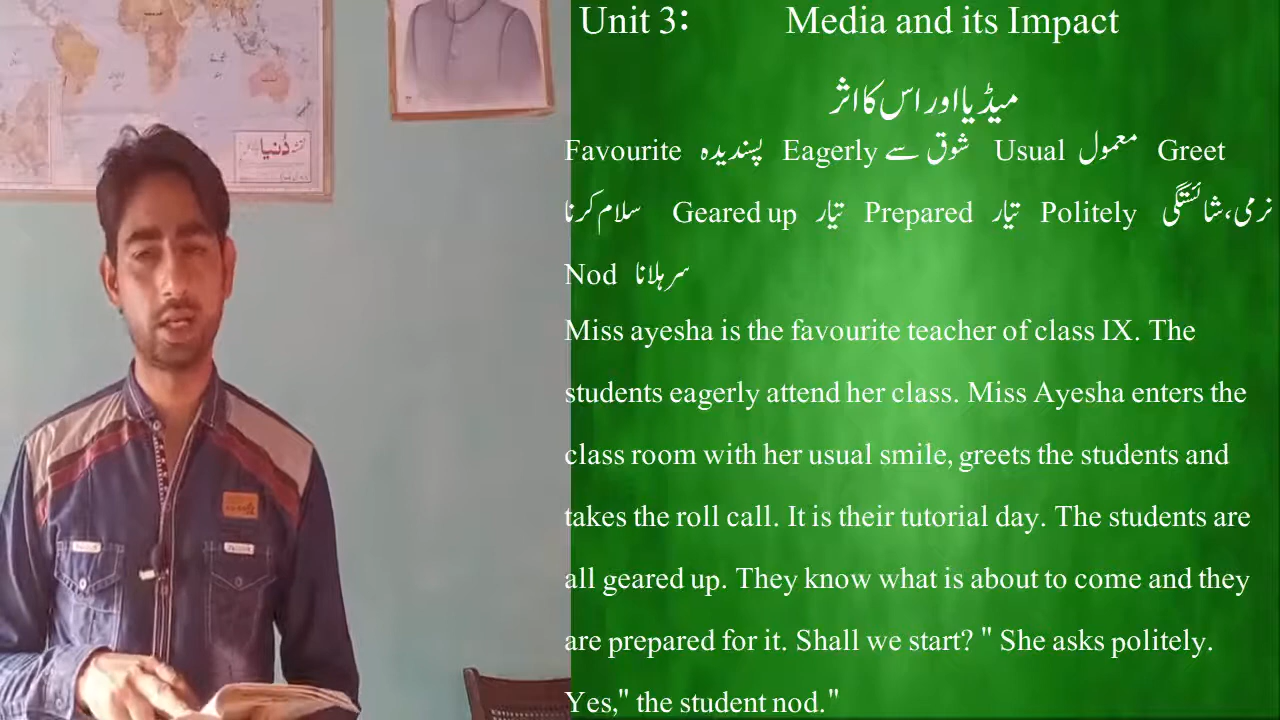 Unit 3: Media and its Impact
میڈیا اور اس کا اثر
Favourite پسندیدہ Eagerly شوق سے Usual معمول Greet
سلام کرنا Geared up تیار Prepared تیار Politely نرمی، شائستگی
Nod سر ہلانا
Miss ayesha is the favourite teacher of class IX. The
students eagerly attend her class. Miss Ayesha enters the
class room with her usual smile, greets the students and
takes the roll call. It is their tutorial day. The students are
all geared up. They know what is about to come and they
are prepared for it. Shall we start? " She asks politely.
Yes," the student nod."
دُنیا